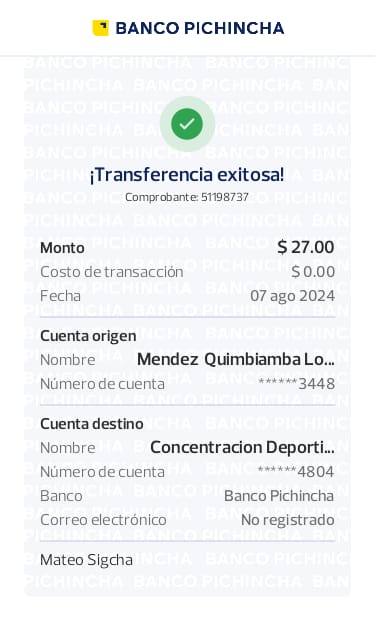 BANCO PICHINCHA
¡Transferencia exitosa!
Comprobante: 51198737
Monto $ 27.00
Costo de transacción $ 0.00
Fecha 07 ago 2024
Cuenta origen
Nombre Mendez Quimbiamba Lo...
Número de cuenta ******3448
Cuenta destino
Nombre Concentracion Deporti...
Número de cuenta ******4804
Banco Banco Pichincha
Correo electrónico No registrado
Mateo Sigcha